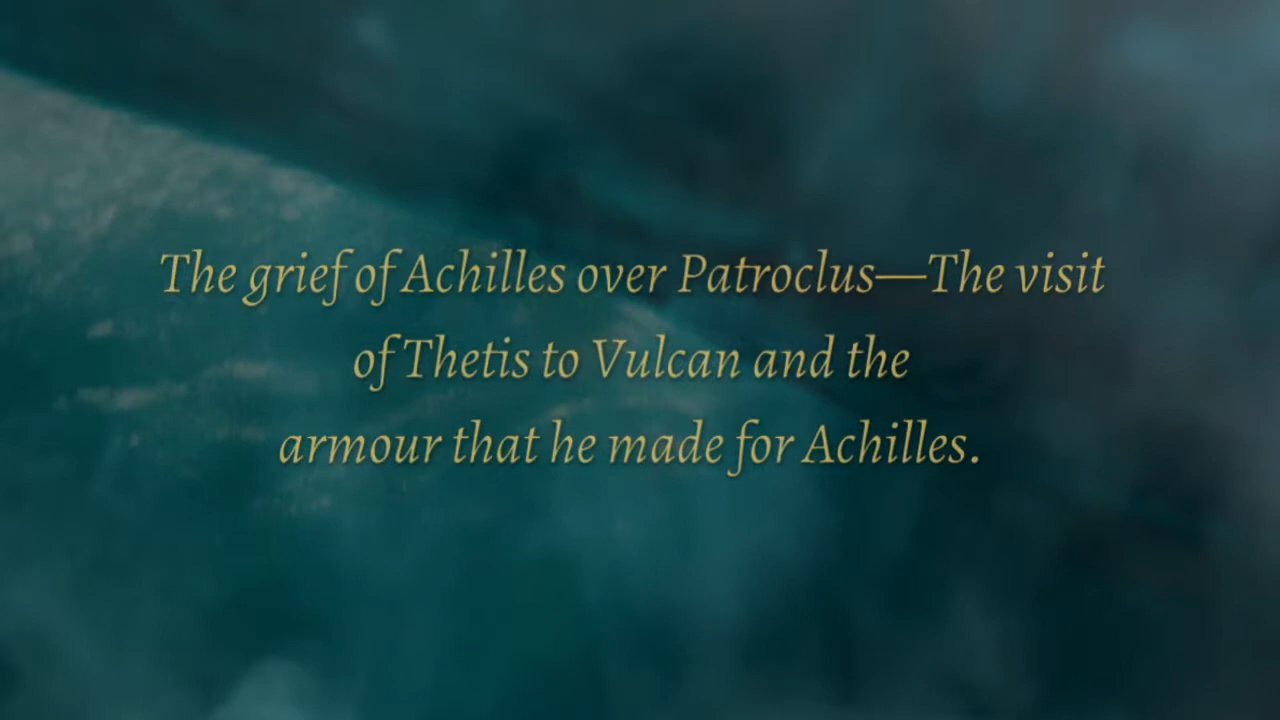 The grief of Achilles over Patroclus—The visit
of Thetis to Vulcan and the
armour that he made for Achilles.